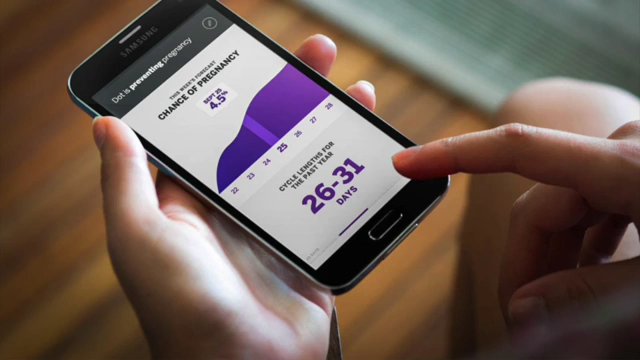 SAMSUNG
Dot is preventing pregnancy
THIS WEEK'S FORECAST
CHANCE OF PREGNANCY
SEPT 25
4.5%
22 23 24 25 26 27 28
CYCLE LENGTHS FOR
THE PAST YEAR
26-31
DAYS